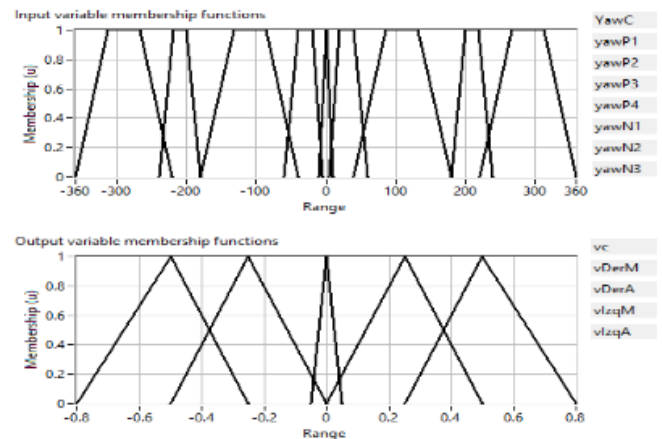 Input variable membership functions
Membership (u)
1
0.8
0.6
0.4
0.2
0
-360 -300 -200 -100 0 100 200 300 360
Range
YawC
yawP1
yawP2
yawP3
yawP4
yawN1
yawN2
yawN3
Output variable membership functions
Membership (u)
1
0.8
0.6
0.4
0.2
0
-0.8 -0.6 -0.4 -0.2 0 0.2 0.4 0.6 0.8
Range
vc
vDerM
vDerA
vIzqM
vIzqA